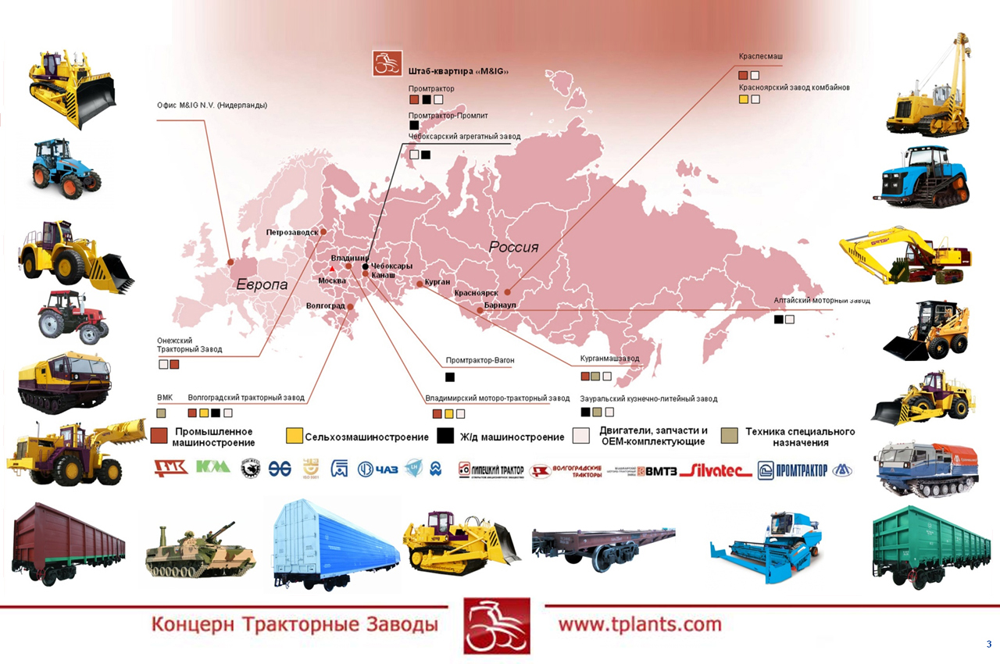 Штаб-квартира «M&IG»
Промтрактор
Промтрактор-Промлит
Чебоксарский агрегатный завод
Краслесмаш
Красноярский завод комбайнов
Офис M&IG N.V. (Нидерланды)
Петрозаводск
Россия
Владимир
Чебоксары
Канаш
Москва
Европа
Курган
Красноярск
Барнаул
Волгоград
Алтайский моторный завод
Онежский
Тракторный Завод
Промтрактор-Вагон
Курганмашзавод
ВМК
Волгоградский тракторный завод
Владимирский моторо-тракторный завод
Зауральский кузнечно-литейный завод
Промышленное
машиностроение
Сельхозмашиностроение
Ж/д машиностроение
Двигатели, запчасти и
OEM-комплектующие
Техника специального
назначения
ЧАЗ
ЛИПЕЦКИЙ ТРАКТОР
ВОЛГОГРАДСКИЕ
ТРАКТОРЫ
ВМТЗ
Silvatec
ПРОМТРАКТОР
Концерн Тракторные Заводы
www.tplants.com
3